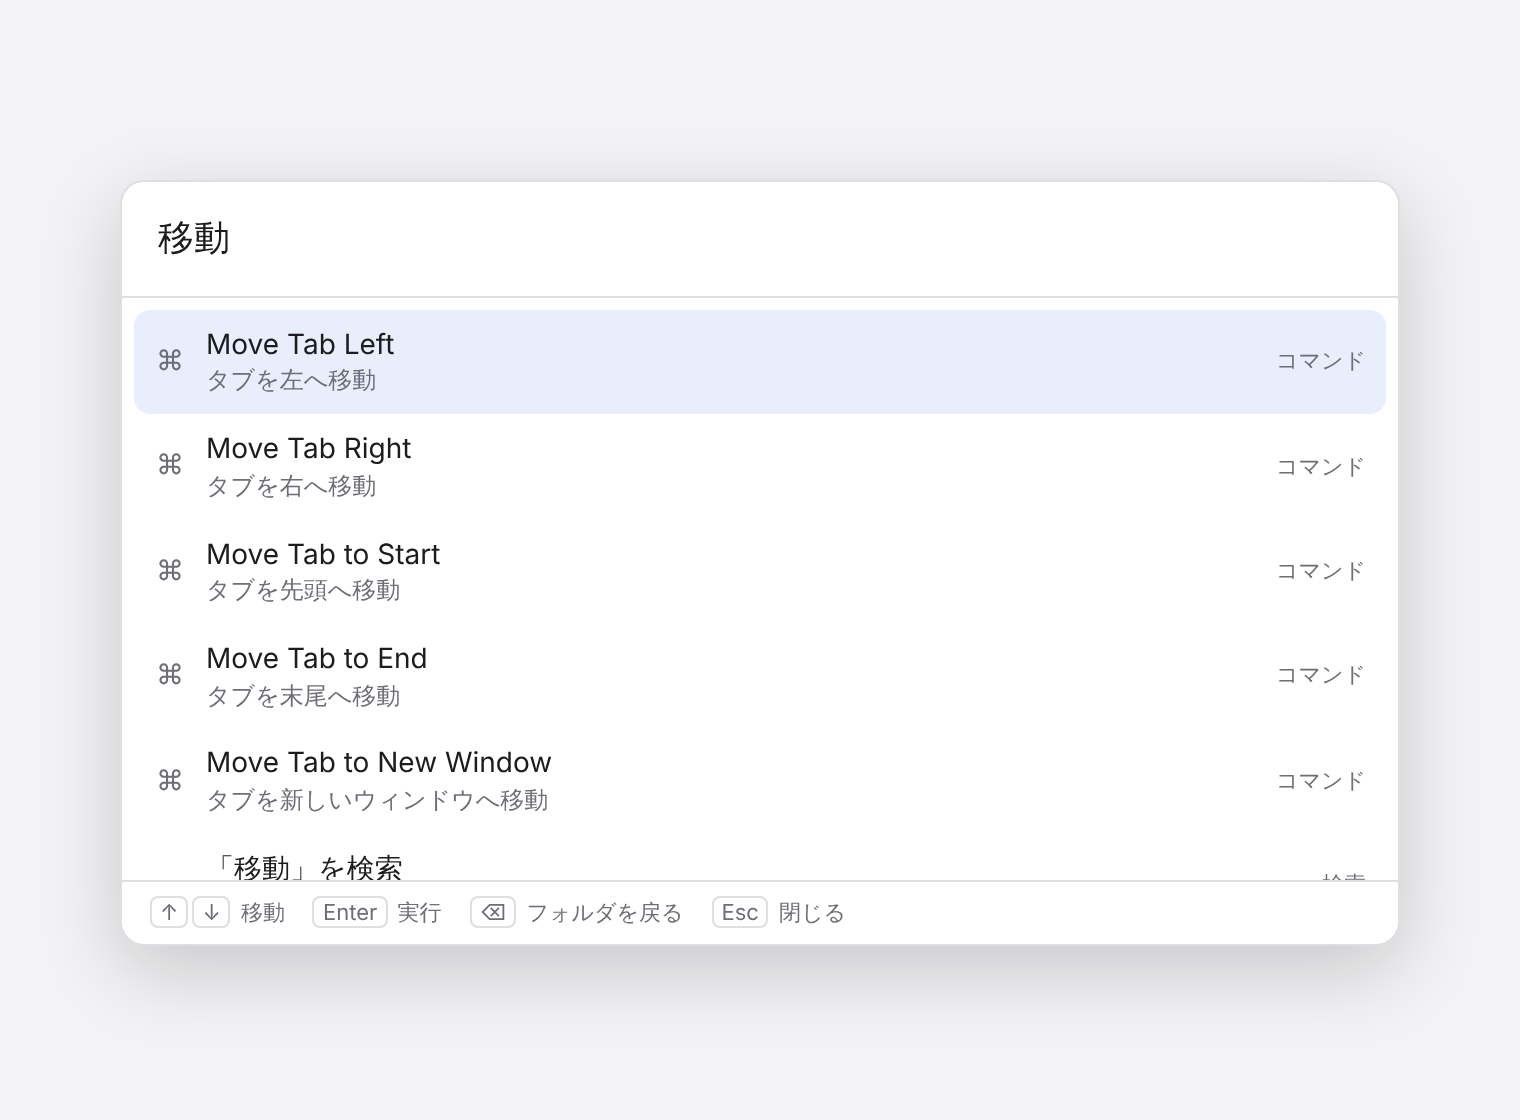 移動
⌘ Move Tab Left
タブを左へ移動
コマンド
⌘ Move Tab Right
タブを右へ移動
コマンド
⌘ Move Tab to Start
タブを先頭へ移動
コマンド
⌘ Move Tab to End
タブを末尾へ移動
コマンド
⌘ Move Tab to New Window
タブを新しいウィンドウへ移動
コマンド
「移動」を検索
↑ ↓ 移動 Enter 実行 ⌫ フォルダを戻る Esc 閉じる